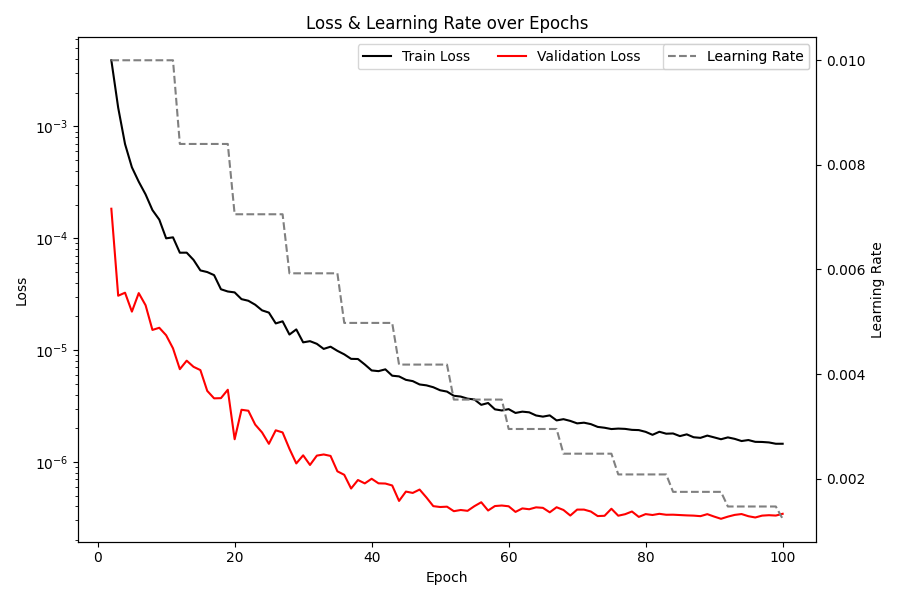 Loss & Learning Rate over Epochs
Train Loss
Validation Loss
Learning Rate
10⁻³
10⁻⁴
10⁻⁵
10⁻⁶
Loss
0.010
0.008
0.006
0.004
0.002
Learning Rate
0 20 40 60 80 100
Epoch